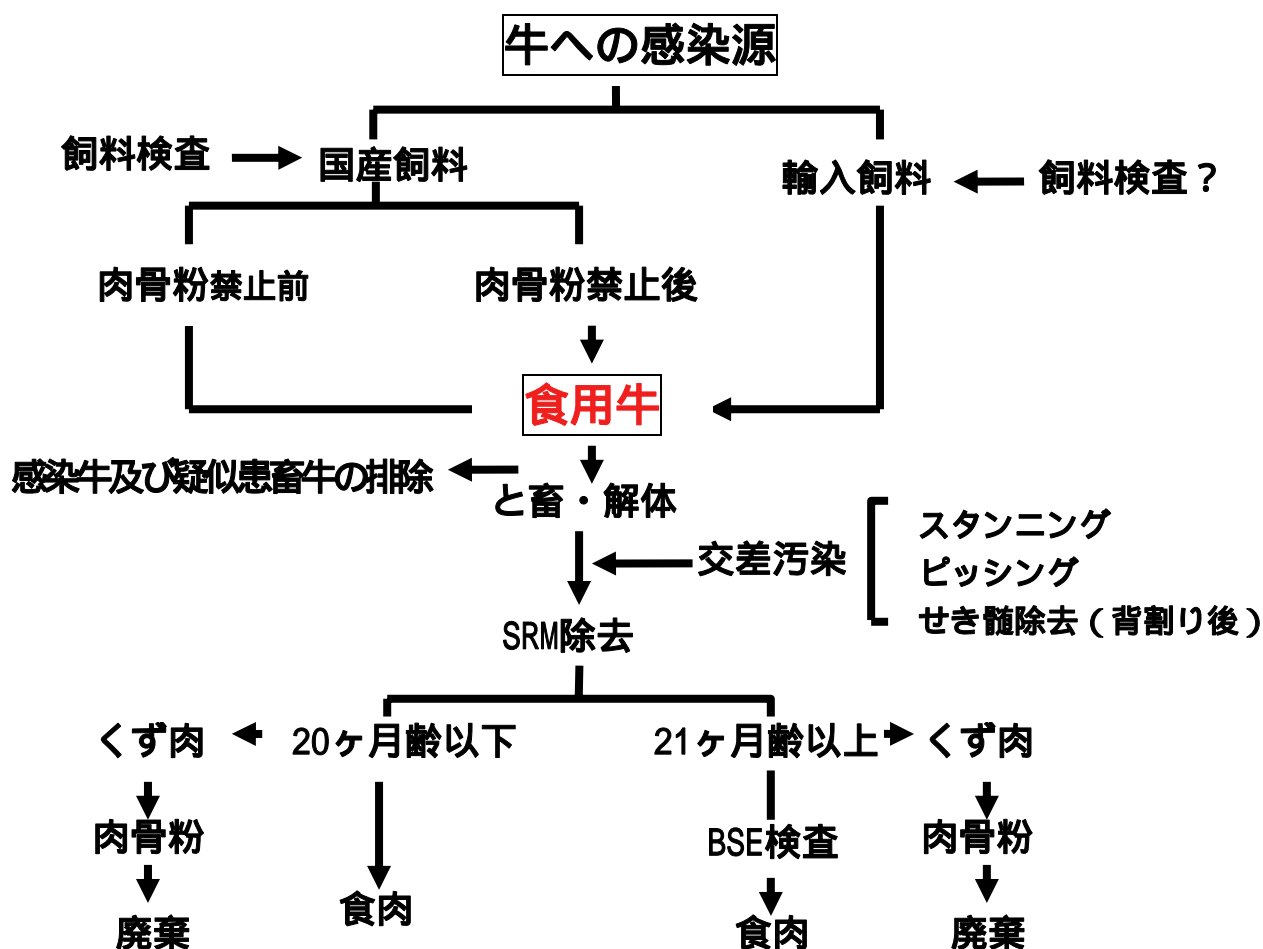 牛への感染源
飼料検査
国産飼料
輸入飼料
飼料検査？
肉骨粉禁止前
肉骨粉禁止後
食用牛
感染牛及び疑似患畜牛の排除
と畜・解体
交差汚染
スタンニング
ピッシング
せき髄除去（背割り後）
SRM除去
くず肉
20ヶ月齢以下
21ヶ月齢以上
くず肉
肉骨粉
BSE検査
肉骨粉
食肉
廃棄
食肉
廃棄